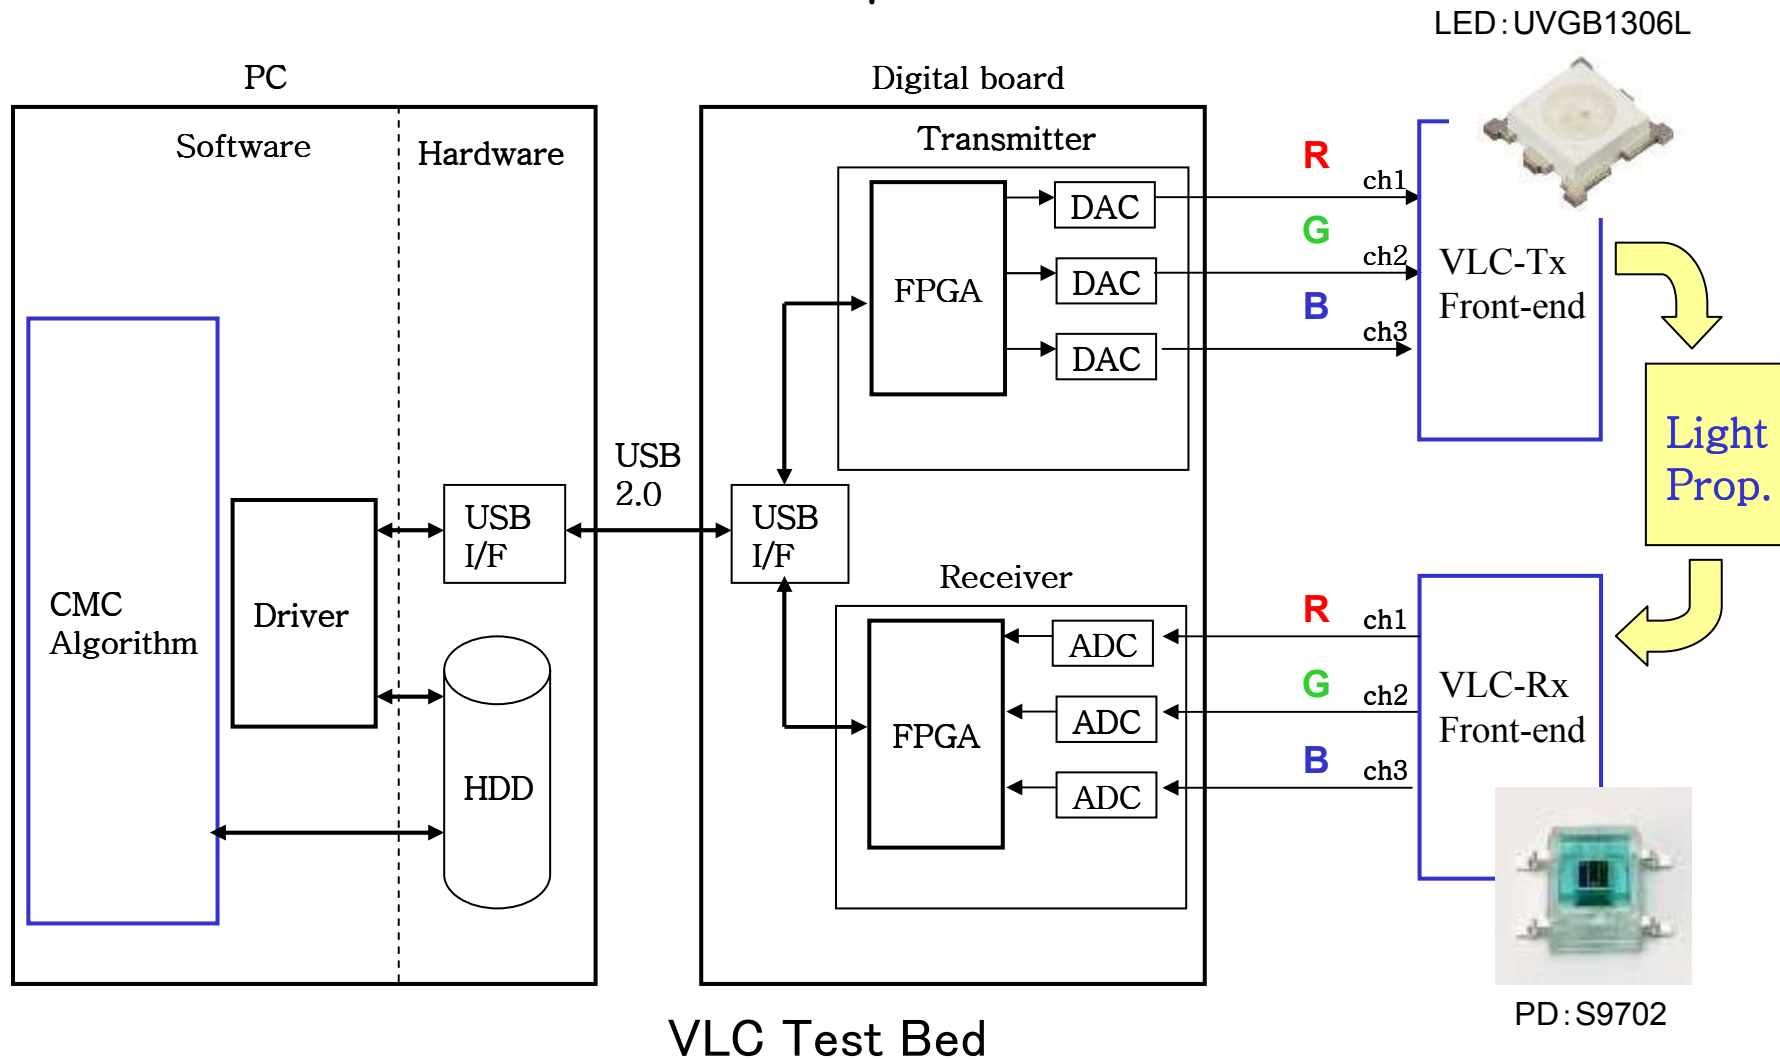 LED:UVGB1306L
PC
Digital board
Software
Hardware
Transmitter
R
ch1
DAC
G
ch2
VLC-Tx
Front-end
FPGA
DAC
B
ch3
DAC
Light
Prop.
USB
2.0
USB
I/F
USB
I/F
Receiver
CMC
Algorithm
Driver
R
ch1
ADC
G
ch2
VLC-Rx
Front-end
FPGA
ADC
B
ch3
HDD
ADC
PD:S9702
VLC Test Bed